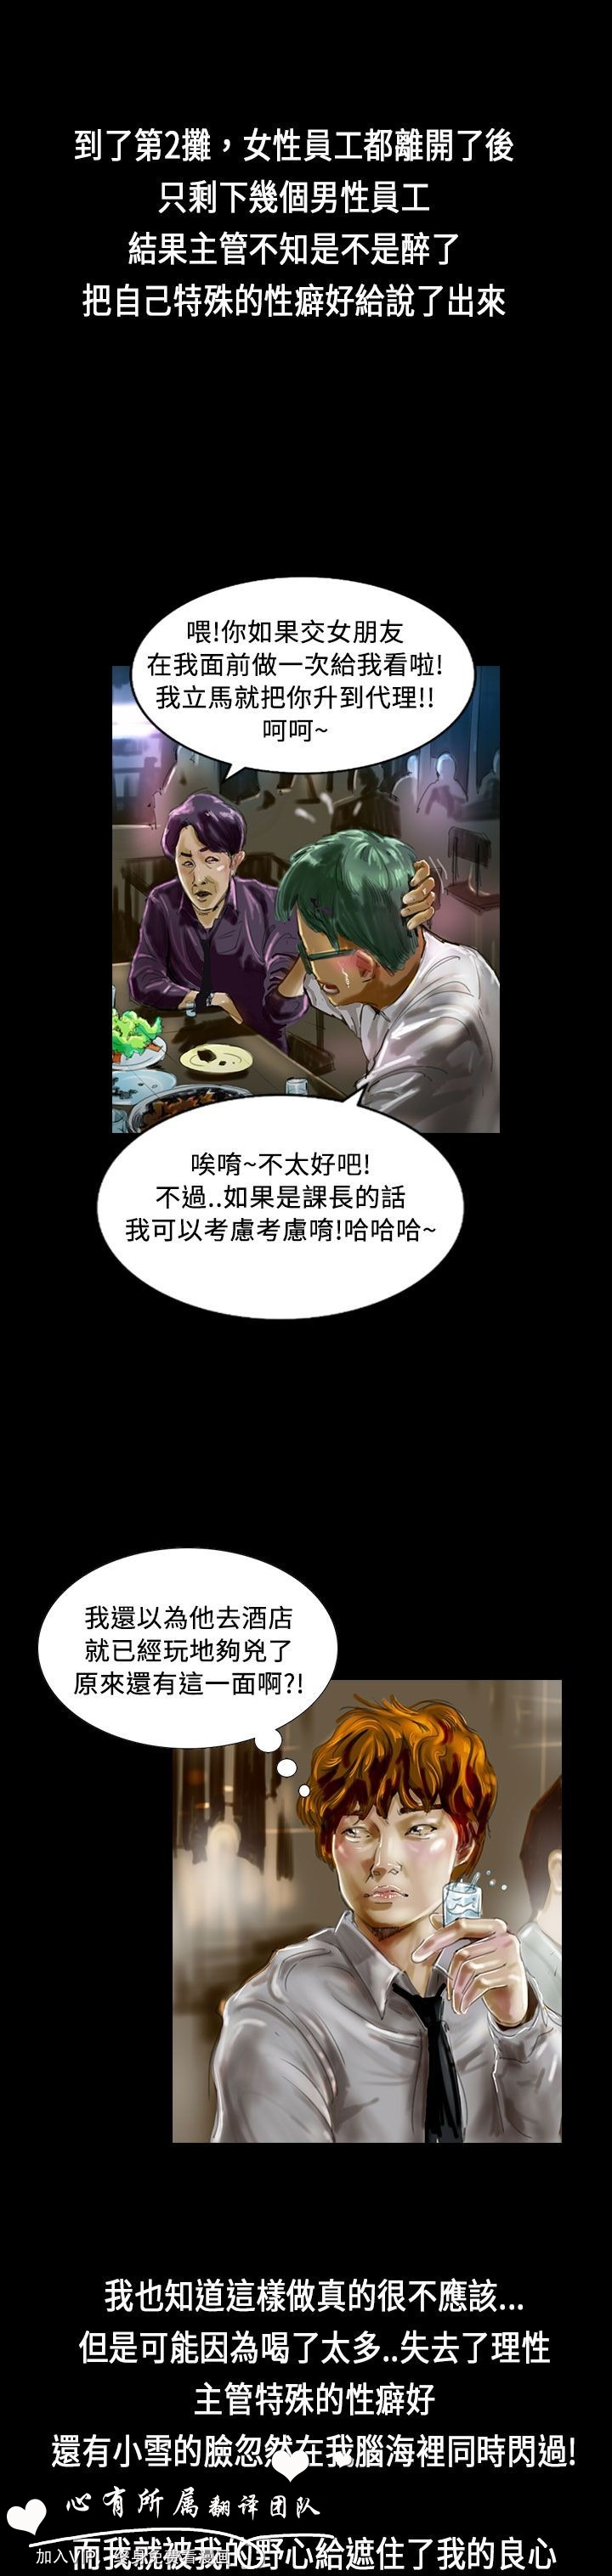 到了第2攤，女性員工都離開了後
只剩下幾個男性員工
結果主管不知是不是醉了
把自己特殊的性癖好給說了出來
喂!你如果交女朋友
在我面前做一次給我看啦!
我立馬就把你升到代理!!
呵呵~
唉唷~不太好吧!
不過..如果是課長的話
我可以考慮考慮唷!哈哈哈~
我還以為他去酒店
就已經玩地夠兇了
原來還有這一面啊?!
我也知道這樣做真的很不應該...
但是可能因為喝了太多..失去了理性
主管特殊的性癖好
還有小雪的臉忽然在我腦海裡同時閃過!
心有所属翻译团队
而我就被我的野心給遮住了我的良心
加入VIP